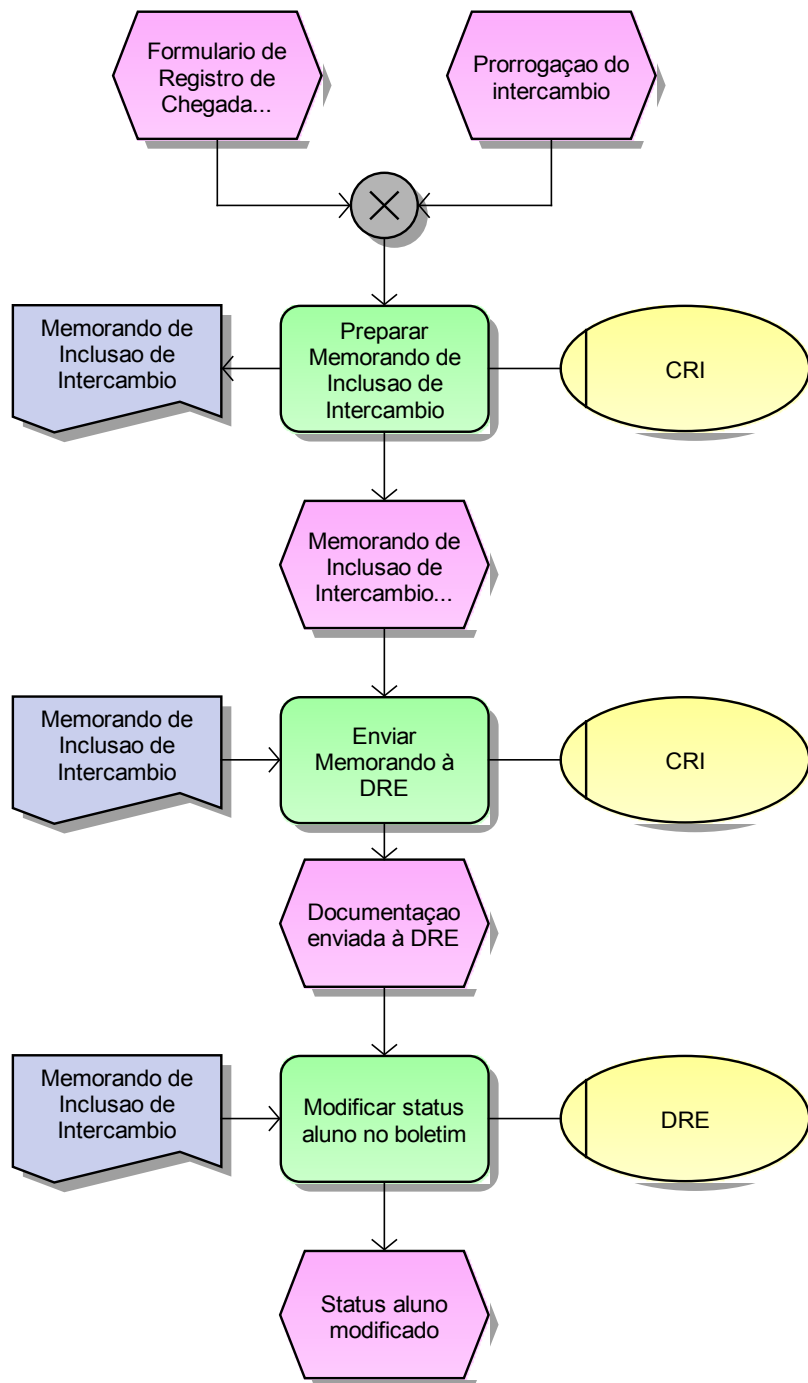 Formulário de
Registro de
Chegada...
Prorrogaçao do
intercambio
Memorando de
Inclusao de
Intercambio
Preparar
Memorando de
Inclusao de
Intercambio
CRI
Memorando de
Inclusao de
Intercambio...
Memorando de
Inclusao de
Intercambio
Enviar
Memorando à
DRE
CRI
Documentaçao
enviada à DRE
Memorando de
Inclusao de
Intercambio
Modificar status
aluno no boletim
DRE
Status aluno
modificado